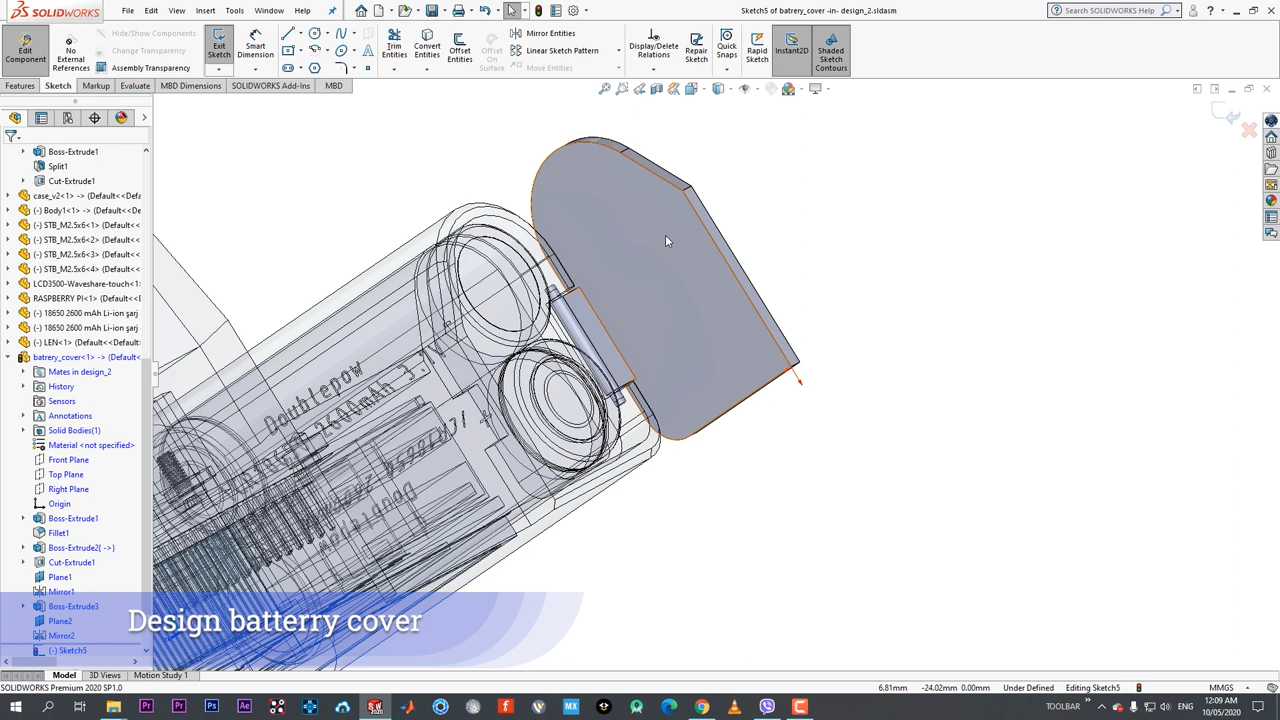 SOLIDWORKS
File Edit View Insert Tools Window Help
Sketch5 of batrery_cover -in- design_2.sldasm
Search SOLIDWORKS Help
Edit Component
No External References
Hide/Show Components
Change Transparency
Assembly Transparency
Exit Sketch
Smart Dimension
Trim Entities
Convert Entities
Offset Entities
Offset On Surface
Mirror Entities
Linear Sketch Pattern
Move Entities
Display/Delete Relations
Repair Sketch
Quick Snaps
Rapid Sketch
Instant2D
Shaded Sketch Contours
Features Sketch Markup Evaluate MBD Dimensions SOLIDWORKS Add-Ins MBD
Boss-Extrude1
Split1
Cut-Extrude1
case_v2<1> -> (Default<<Defa
(-) Body1<1> -> (Default<<De
(-) STB_M2.5x6<1> (Default<<
(-) STB_M2.5x6<2> (Default<<
(-) STB_M2.5x6<3> (Default<<
(-) STB_M2.5x6<4> (Default<<
LCD3500-Waveshare-touch<
RASPBERRY PI<1> (Default<<
(-) 18650 2600 mAh Li-ion şarj
(-) 18650 2600 mAh Li-ion şarj
(-) LEN<1> (Default<<Default>
batrery_cover<1> -> (Default<
Mates in design_2
History
Sensors
Annotations
Solid Bodies(1)
Material <not specified>
Front Plane
Top Plane
Right Plane
Origin
Boss-Extrude1
Fillet1
Boss-Extrude2{ ->}
Cut-Extrude1
Plane1
Mirror1
Boss-Extrude3
Plane2
Mirror2
(-) Sketch5
Doublepow
2600mAh 3.7
Design batterry cover
Model 3D Views Motion Study 1
SOLIDWORKS Premium 2020 SP1.0
6.81mm -24.02mm 0.00mm Under Defined Editing Sketch5 MMGS
TOOLBAR
ENG
12:09 AM
10/05/2020